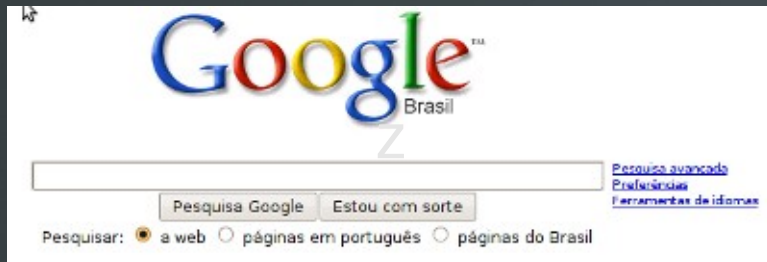 Google™
Brasil
Z
Pesquisa avançada
Preferências
Ferramentas de idiomas
Pesquisa Google Estou com sorte
Pesquisar: a web páginas em português páginas do Brasil